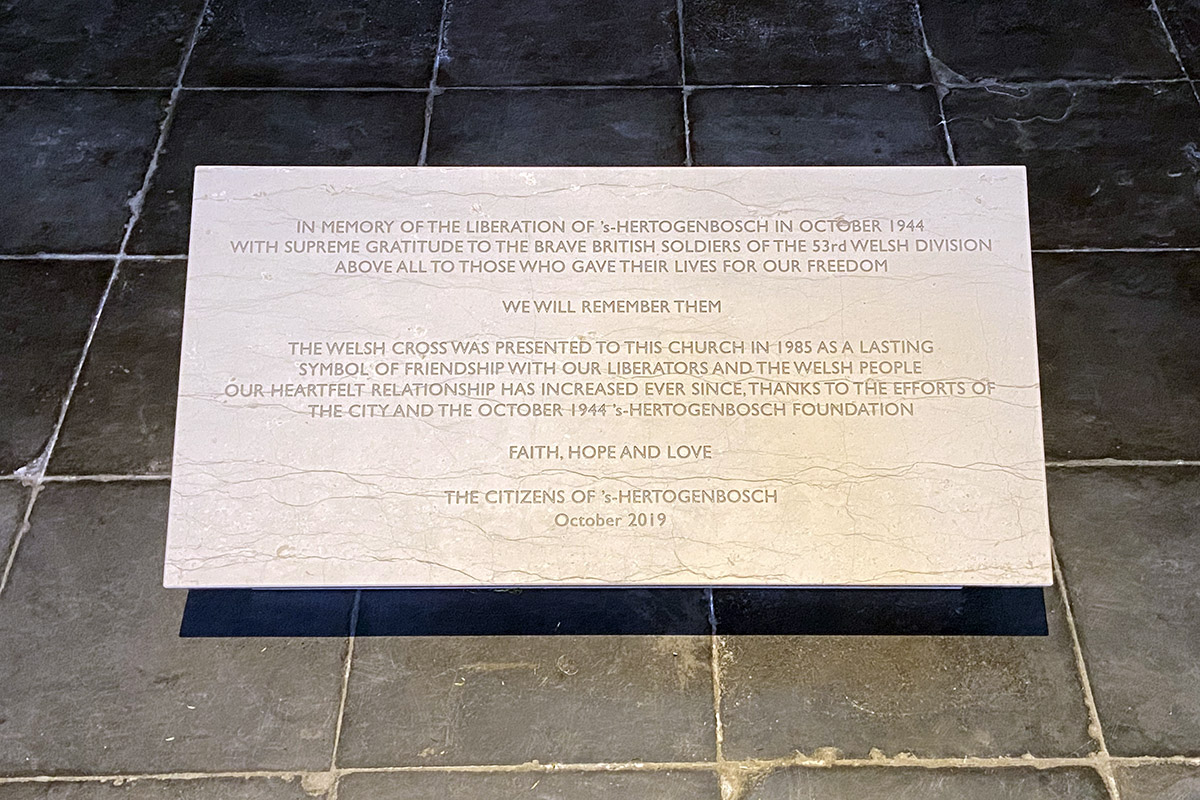 IN MEMORY OF THE LIBERATION OF 's-HERTOGENBOSCH IN OCTOBER 1944
WITH SUPREME GRATITUDE TO THE BRAVE BRITISH SOLDIERS OF THE 53rd WELSH DIVISION
ABOVE ALL TO THOSE WHO GAVE THEIR LIVES FOR OUR FREEDOM
WE WILL REMEMBER THEM
THE WELSH CROSS WAS PRESENTED TO THIS CHURCH IN 1985 AS A LASTING
SYMBOL OF FRIENDSHIP WITH OUR LIBERATORS AND THE WELSH PEOPLE
OUR HEARTFELT RELATIONSHIP HAS INCREASED EVER SINCE, THANKS TO THE EFFORTS OF
THE CITY AND THE OCTOBER 1944 's-HERTOGENBOSCH FOUNDATION
FAITH, HOPE AND LOVE
THE CITIZENS OF 's-HERTOGENBOSCH
October 2019